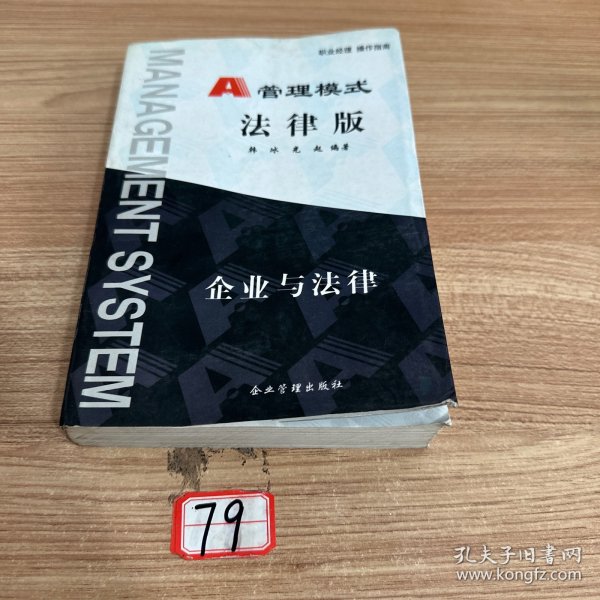 职业经理 操作指南
A管理模式
法律版
韩冰光赵编著
企业与法律
企业管理出版社
MANAGEMENT SYSTEM
79
孔夫子旧书网
www.kongfz.com